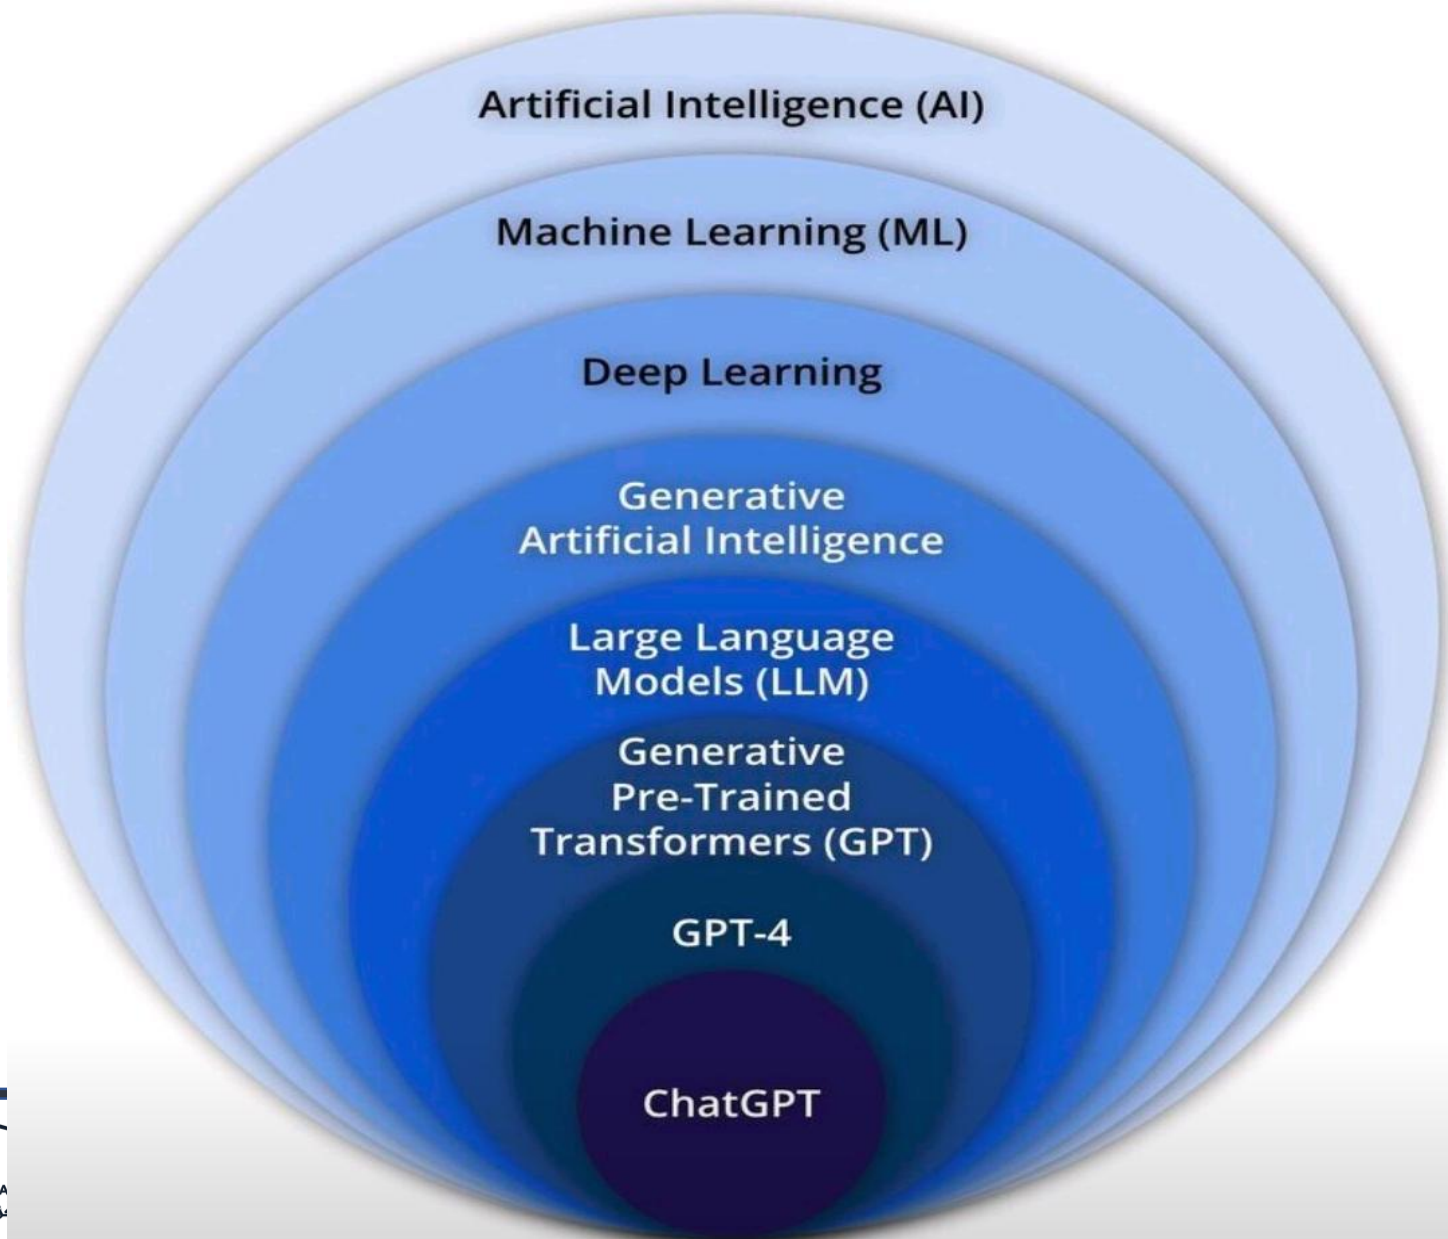 Artificial Intelligence (AI)
Machine Learning (ML)
Deep Learning
Generative
Artificial Intelligence
Large Language
Models (LLM)
Generative
Pre-Trained
Transformers (GPT)
GPT-4
ChatGPT